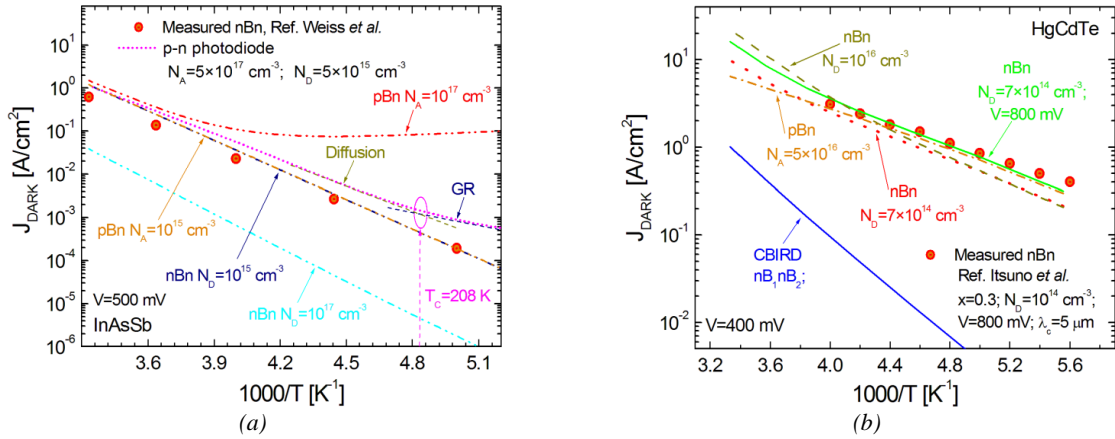 Measured nBn, Ref. Weiss et al.
p-n photodiode
N_A=5×10^17 cm^-3; N_D=5×10^15 cm^-3
pBn N_A=10^17 cm^-3
Diffusion
GR
pBn N_A=10^15 cm^-3
nBn N_D=10^15 cm^-3
nBn N_D=10^17 cm^-3
T_C=208 K
V=500 mV
InAsSb
J_DARK [A/cm^2]
10^1
10^0
10^-1
10^-2
10^-3
10^-4
10^-5
10^-6
3.6 4.2 4.8 5.1
3.9 4.5
1000/T [K^-1]
(a)
HgCdTe
nBn
N_D=10^16 cm^-3
nBn
N_D=7×10^14 cm^-3;
V=800 mV
pBn
N_A=5×10^16 cm^-3
nBn
N_D=7×10^14 cm^-3
CBIRD
nB_1nB_2;
Measured nBn
Ref. Itsuno et al.
x=0.3; N_D=10^14 cm^-3;
V=800 mV; λ_c=5 μm
V=400 mV
J_DARK [A/cm^2]
10^1
10^0
10^-1
10^-2
3.2 3.6 4.0 4.4 4.8 5.2 5.6
1000/T [K^-1]
(b)